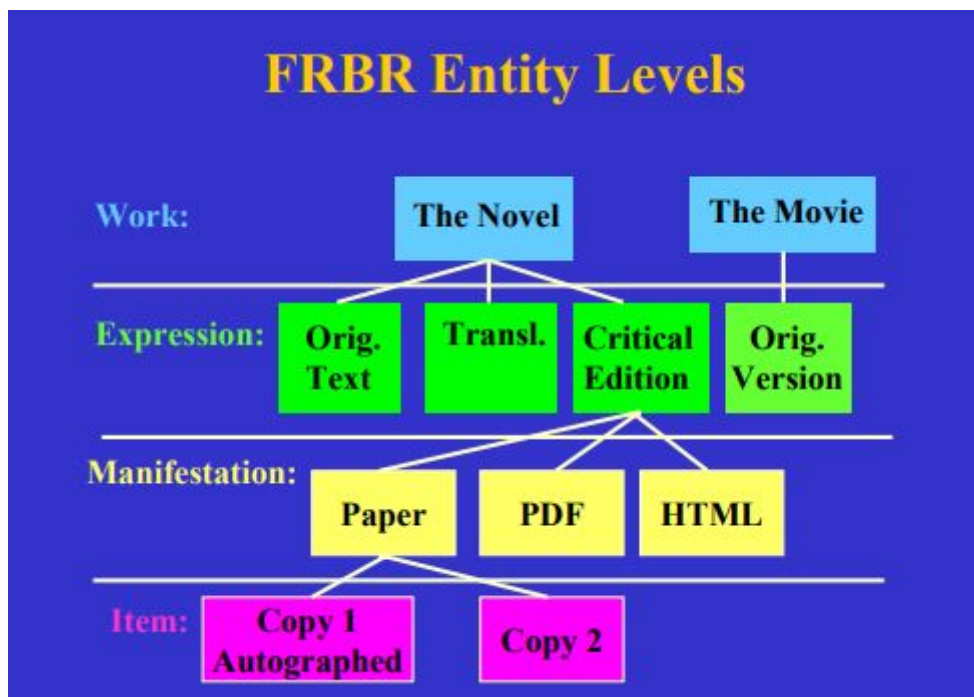 FRBR Entity Levels
Work:
The Novel
The Movie
Expression:
Orig.
Text
Transl.
Critical
Edition
Orig.
Version
Manifestation:
Paper
PDF
HTML
Item:
Copy 1
Autographed
Copy 2